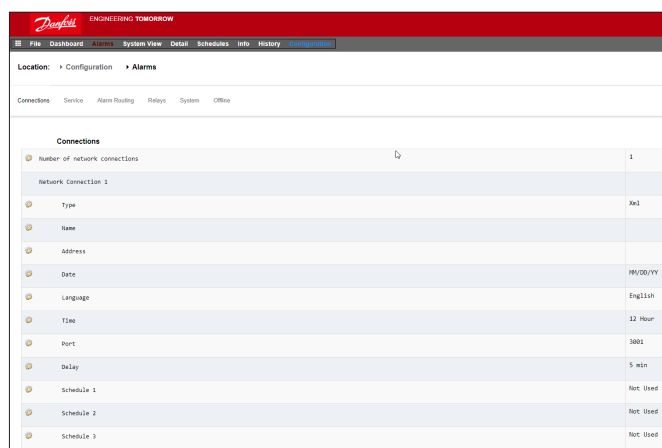 Danfoss ENGINEERING TOMORROW
File Dashboard Alarms System View Detail Schedules Info History Configuration
Location: Configuration Alarms
Connections Service Alarm Routing Relays System Offline
Connections
Number of network connections 1
Network Connection 1
Type Xml
Name
Address
Date MM/DD/YY
Language English
Time 12 Hour
Port 3001
Delay 5 min
Schedule 1 Not Used
Schedule 2 Not Used
Schedule 3 Not Used